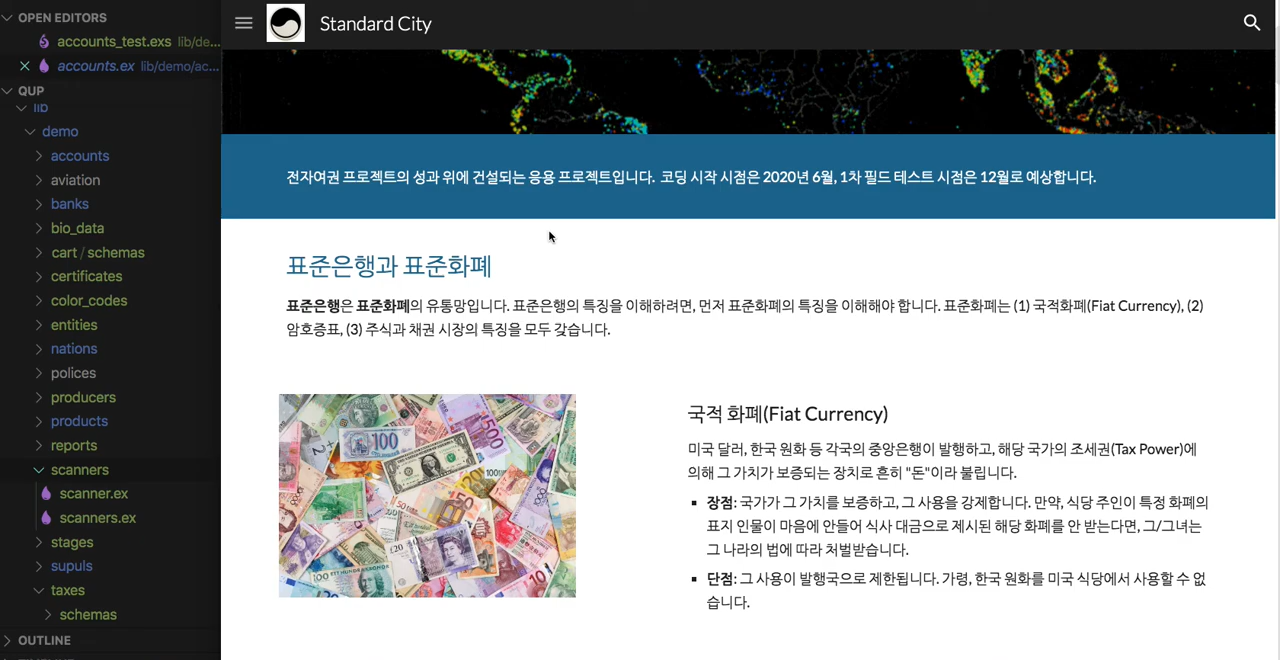 OPEN EDITORS
accounts_test.exs lib/de...
accounts.ex lib/demo/ac...
QUP
lib
demo
accounts
aviation
banks
bio_data
cart / schemas
certificates
color_codes
entities
nations
polices
producers
products
reports
scanners
scanner.ex
scanners.ex
stages
supuls
taxes
schemas
OUTLINE
Standard City
전자여권 프로젝트의 성과 위에 건설되는 응용 프로젝트입니다. 코딩 시작 시점은 2020년 6월, 1차 필드 테스트 시점은 12월로 예상합니다.
표준은행과 표준화폐
표준은행은 표준화폐의 유통망입니다. 표준은행의 특징을 이해하려면, 먼저 표준화폐의 특징을 이해해야 합니다. 표준화폐는 (1) 국적화폐(Fiat Currency), (2)
암호증표, (3) 주식과 채권 시장의 특징을 모두 갖습니다.
국적 화폐(Fiat Currency)
미국 달러, 한국 원화 등 각국의 중앙은행이 발행하고, 해당 국가의 조세권(Tax Power)에
의해 그 가치가 보증되는 장치로 흔히 "돈"이라 불립니다.
▪ 장점: 국가가 그 가치를 보증하고, 그 사용을 강제합니다. 만약, 식당 주인이 특정 화폐의
표지 인물이 마음에 안들어 식사 대금으로 제시된 해당 화폐를 안 받는다면, 그/그녀는
그 나라의 법에 따라 처벌받습니다.
▪ 단점: 그 사용이 발행국으로 제한됩니다. 가령, 한국 원화를 미국 식당에서 사용할 수 없
습니다.